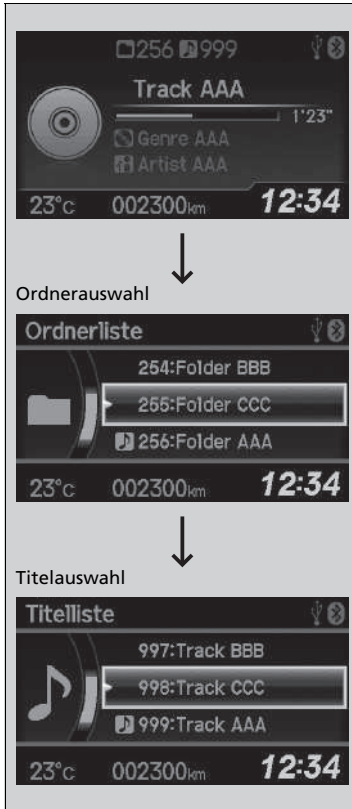 256 999
Track AAA
1'23"
Genre AAA
Artist AAA
23°C 002300km 12:34
Ordnerauswahl
Ordnerliste
254:Folder BBB
255:Folder CCC
256:Folder AAA
23°C 002300km 12:34
Titelauswahl
Titelliste
997:Track BBB
998:Track CCC
999:Track AAA
23°C 002300km 12:34